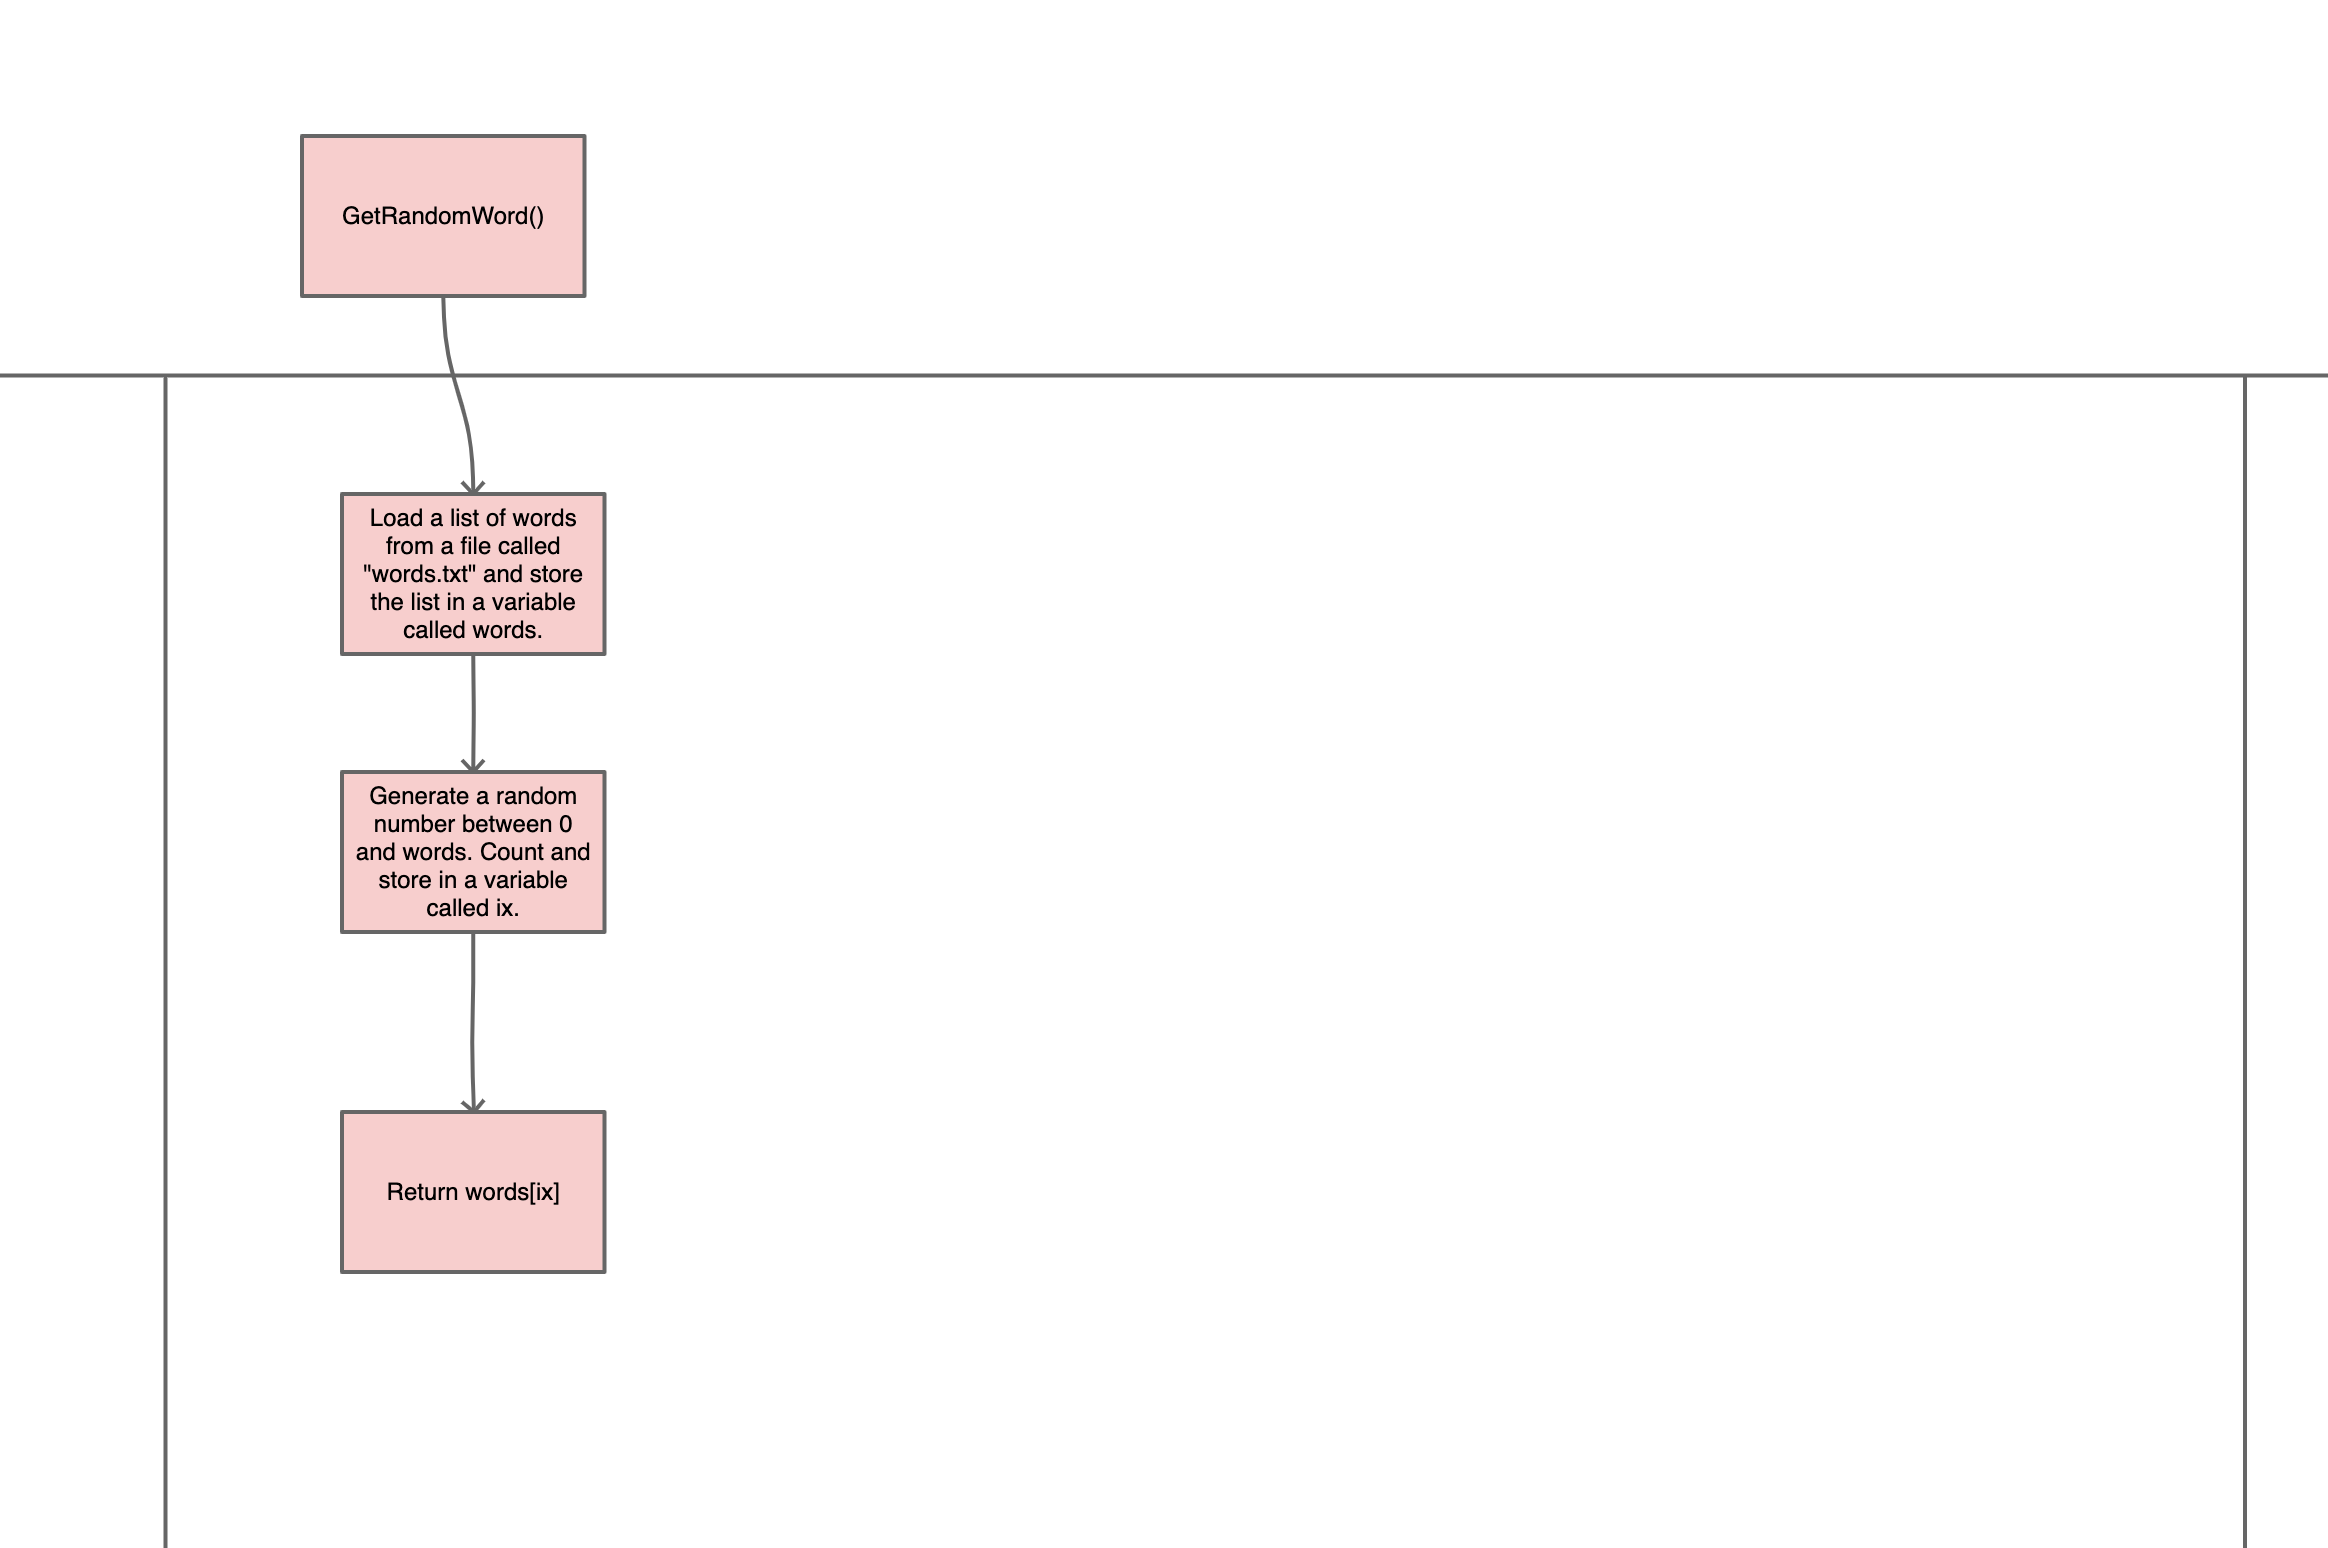 GetRandomWord()
Load a list of words
from a file called
"words.txt" and store
the list in a variable
called words.
Generate a random
number between 0
and words. Count and
store in a variable
called ix.
Return words[ix]